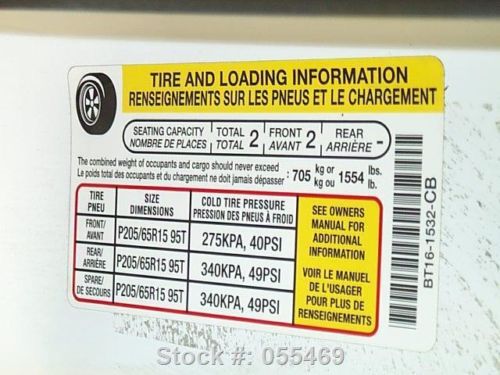 TIRE AND LOADING INFORMATION
RENSEIGNEMENTS SUR LES PNEUS ET LE CHARGEMENT
SEATING CAPACITY TOTAL 2 FRONT 2 REAR -
NOMBRE DE PLACES TOTAL AVANT ARRIÈRE
The combined weight of occupants and cargo should never exceed
Le poids total des occupants et du chargement ne doit jamais dépasser : 705 kg or kg ou 1554 lbs. lb.
TIRE PNEU SIZE DIMENSIONS COLD TIRE PRESSURE PRESSION DES PNEUS À FROID
FRONT/ AVANT P205/65R15 95T 275KPA, 40PSI
REAR/ ARRIÈRE P205/65R15 95T 340KPA, 49PSI
SPARE/ DE SECOURS P205/65R15 95T 340KPA, 49PSI
SEE OWNERS
MANUAL FOR
ADDITIONAL
INFORMATION
VOIR LE MANUEL
DE L'USAGER
POUR PLUS DE
RENSEIGNEMENTS
BT16-1532-CB
Stock #: 055469